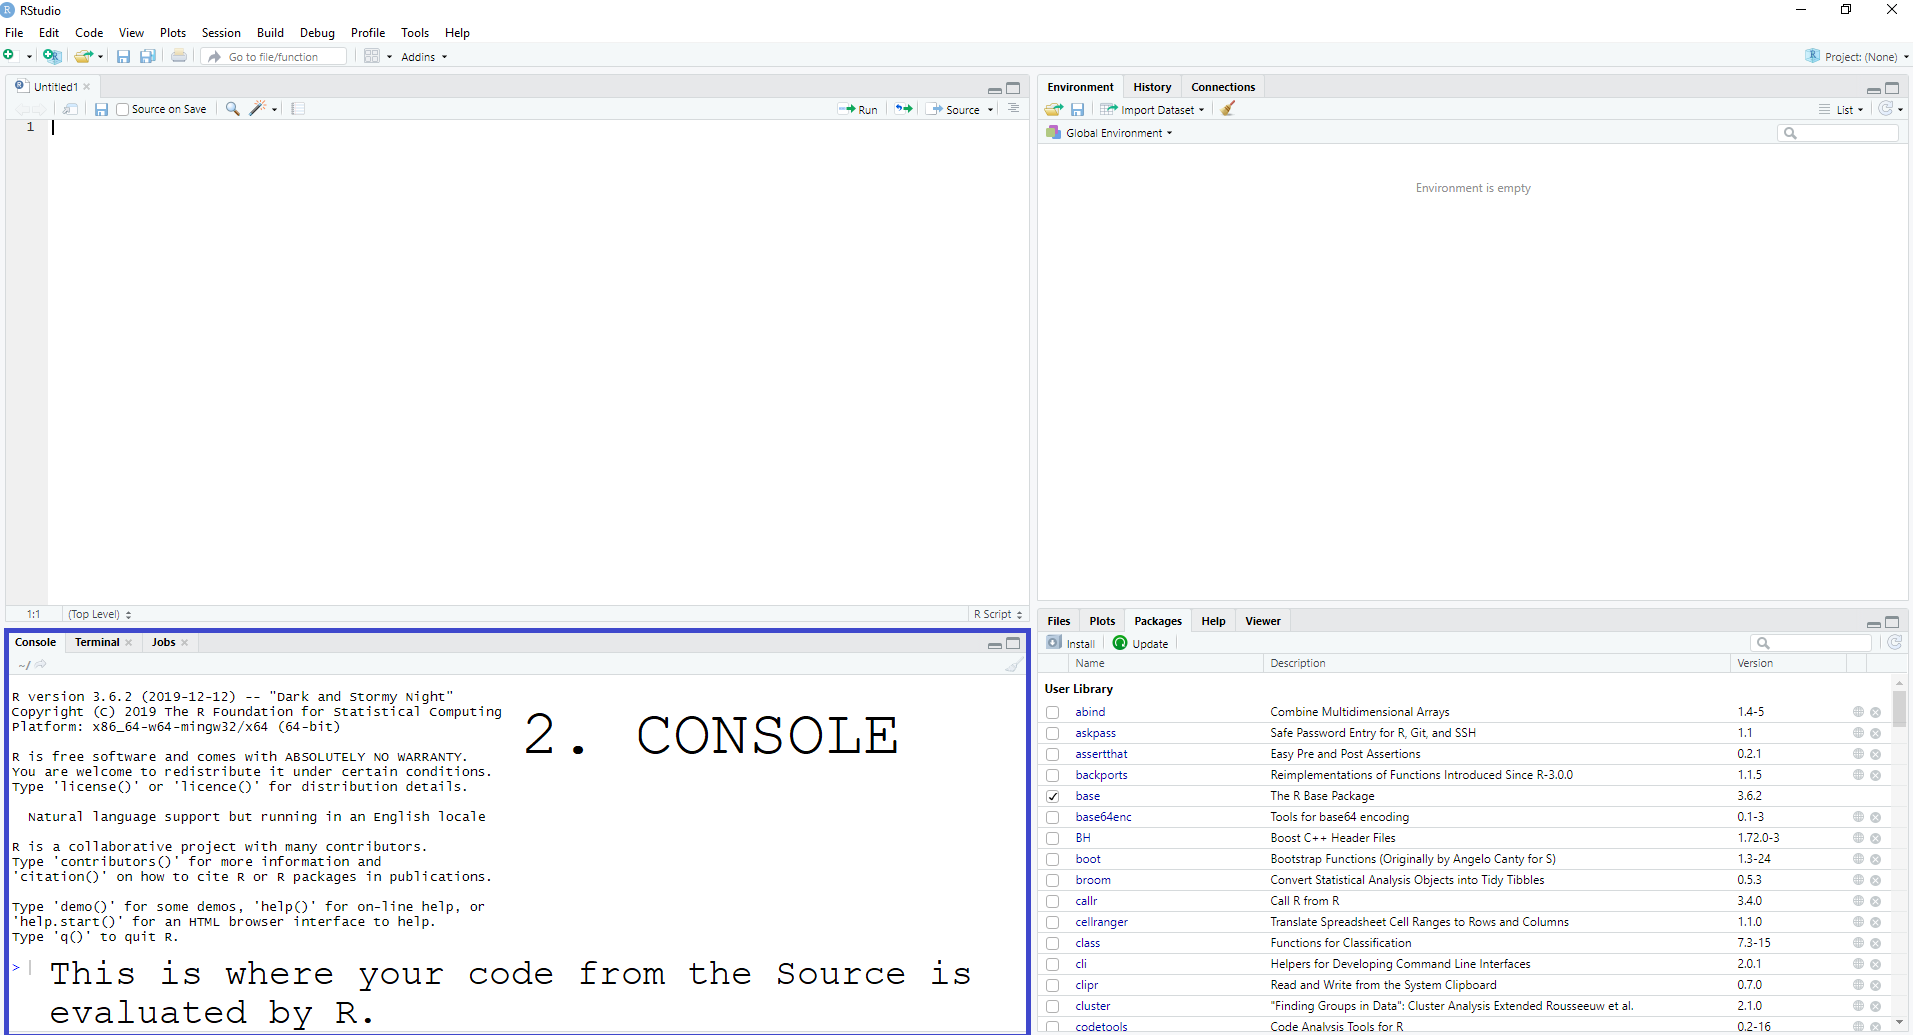 RStudio
File Edit Code View Plots Session Build Debug Profile Tools Help
Go to file/function Addins Project: (None)
Untitled1
Source on Save Run Source
1
1:1 (Top Level) R Script
Console Terminal Jobs
~/
R version 3.6.2 (2019-12-12) -- "Dark and Stormy Night"
Copyright (C) 2019 The R Foundation for Statistical Computing
Platform: x86_64-w64-mingw32/x64 (64-bit)
R is free software and comes with ABSOLUTELY NO WARRANTY.
You are welcome to redistribute it under certain conditions.
Type 'license()' or 'licence()' for distribution details.
Natural language support but running in an English locale
R is a collaborative project with many contributors.
Type 'contributors()' for more information and
'citation()' on how to cite R or R packages in publications.
Type 'demo()' for some demos, 'help()' for on-line help, or
'help.start()' for an HTML browser interface to help.
Type 'q()' to quit R.
>
2. CONSOLE
This is where your code from the Source is
evaluated by R.
Environment History Connections
Import Dataset List
Global Environment
Environment is empty
Files Plots Packages Help Viewer
Install Update
Name Description Version
User Library
abind Combine Multidimensional Arrays 1.4-5
askpass Safe Password Entry for R, Git, and SSH 1.1
assertthat Easy Pre and Post Assertions 0.2.1
backports Reimplementations of Functions Introduced Since R-3.0.0 1.1.5
base The R Base Package 3.6.2
base64enc Tools for base64 encoding 0.1-3
BH Boost C++ Header Files 1.72.0-3
boot Bootstrap Functions (Originally by Angelo Canty for S) 1.3-24
broom Convert Statistical Analysis Objects into Tidy Tibbles 0.5.3
callr Call R from R 3.4.0
cellranger Translate Spreadsheet Cell Ranges to Rows and Columns 1.1.0
class Functions for Classification 7.3-15
cli Helpers for Developing Command Line Interfaces 2.0.1
clipr Read and Write from the System Clipboard 0.7.0
cluster "Finding Groups in Data": Cluster Analysis Extended Rousseeuw et al. 2.1.0
codetools Code Analysis Tools for R 0.2-16